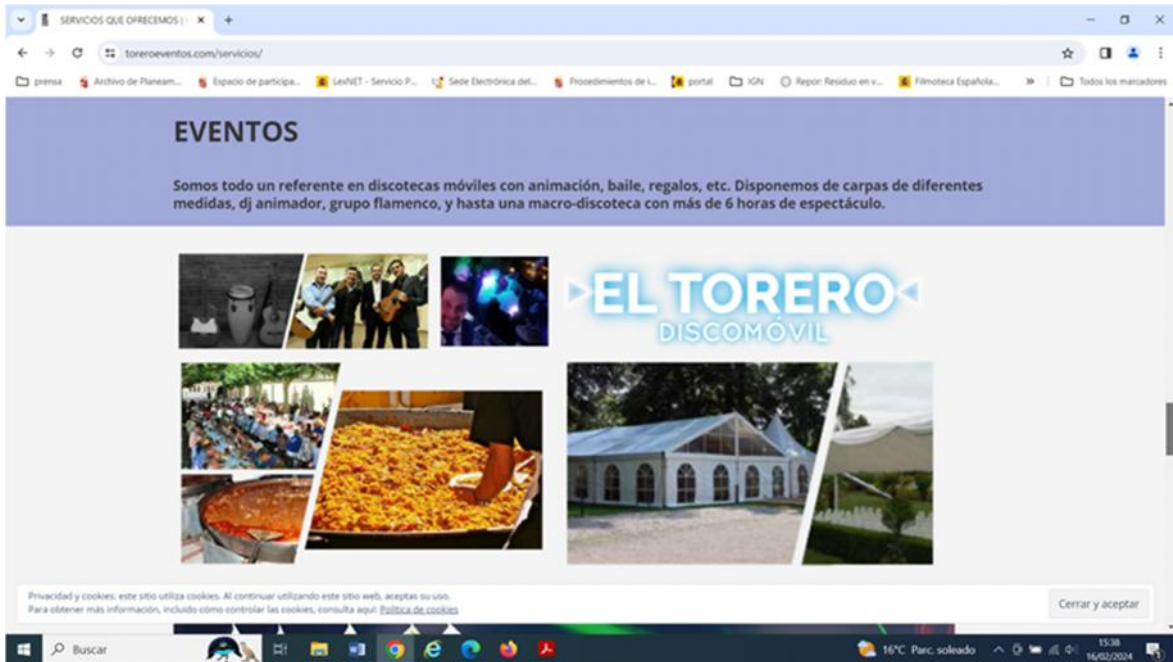 SERVICIOS QUE OFRECEMOS |
toreroeventos.com/servicios/
prensa
Archivo de Planeam...
Espacio de participa...
LexNET - Servicio P...
Sede Electrónica del...
Procedimientos de i...
portal
IGN
Repor: Residuo en v...
Filmoteca Española...
»
Todos los marcadores
EVENTOS
Somos todo un referente en discotecas móviles con animación, baile, regalos, etc. Disponemos de carpas de diferentes
medidas, dj animador, grupo flamenco, y hasta una macro-discoteca con más de 6 horas de espectáculo.
EL TORERO
DISCOMÓVIL
Privacidad y cookies: este sitio utiliza cookies. Al continuar utilizando este sitio web, aceptas su uso.
Para obtener más información, incluido cómo controlar las cookies, consulta aquí: Política de cookies
Cerrar y aceptar
Buscar
16°C Parc. soleado
15:38
16/02/2024